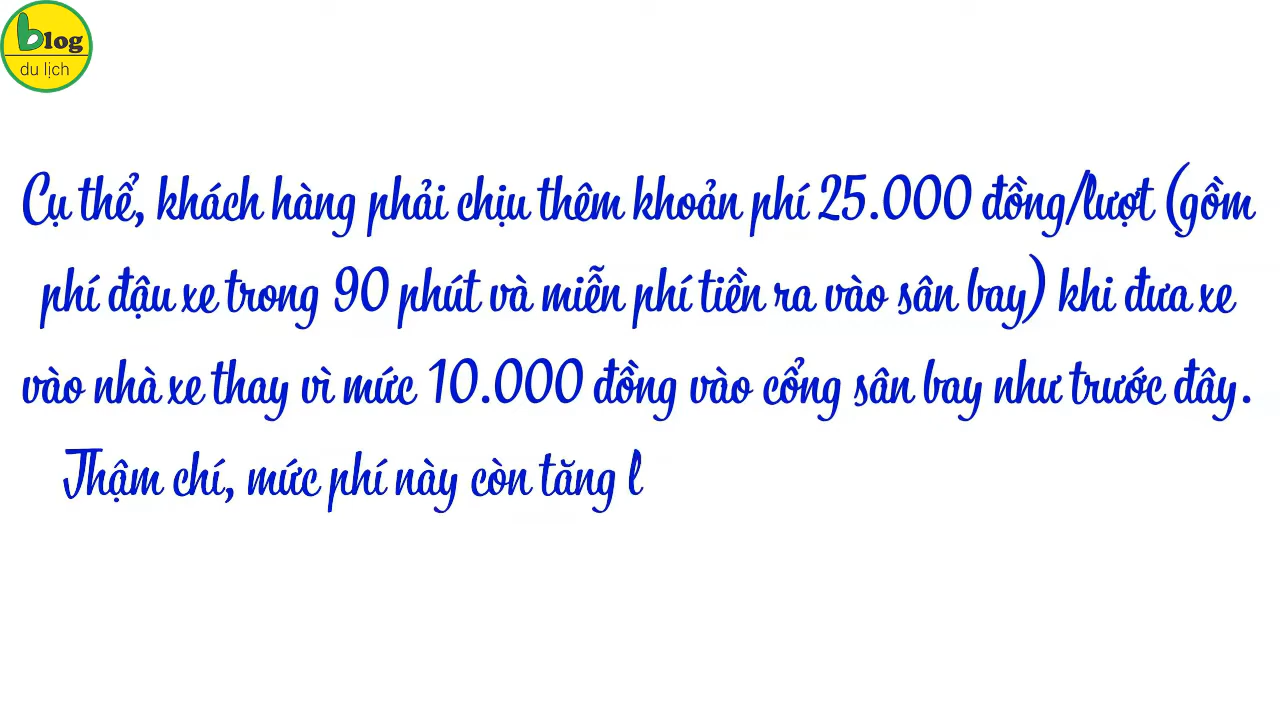 blog
du lịch
Cụ thể, khách hàng phải chịu thêm khoản phí 25.000 đồng/lượt (gồm
phí đậu xe trong 90 phút và miễn phí tiền ra vào sân bay) khi đưa xe
vào nhà xe thay vì mức 10.000 đồng vào cổng sân bay như trước đây.
Thậm chí, mức phí này còn tăng l